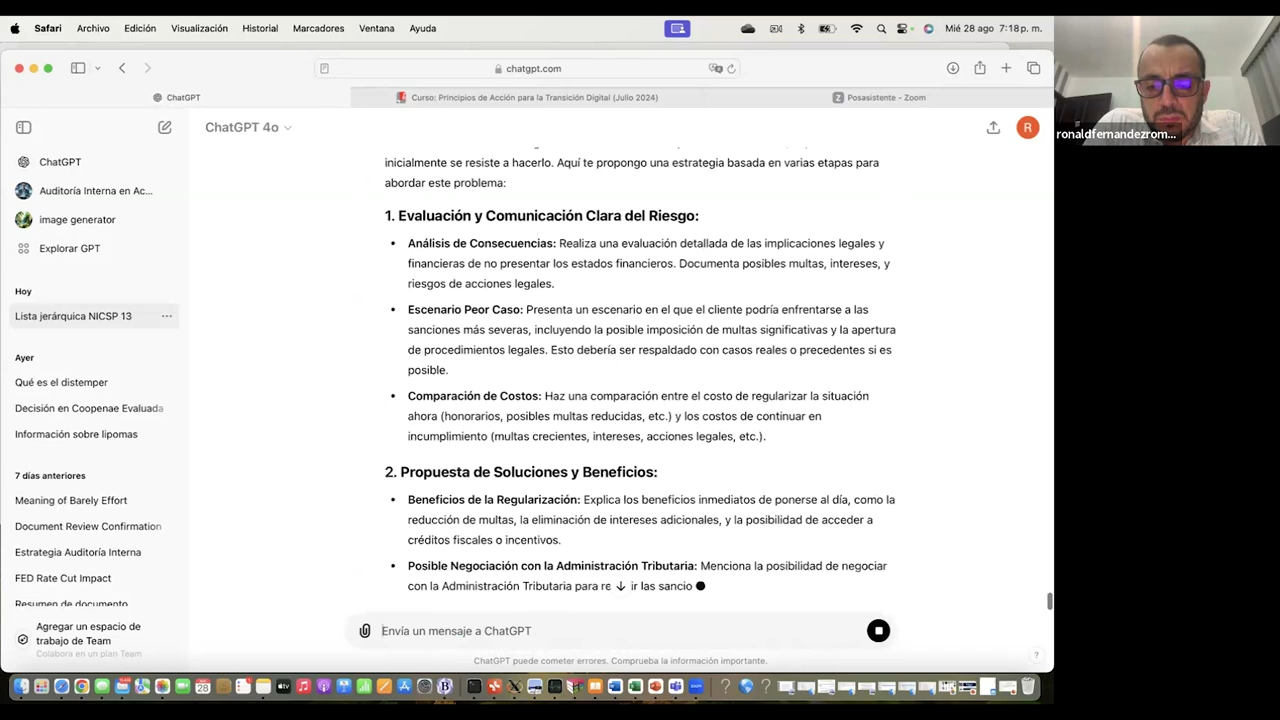 Safari Archivo Edición Visualización Historial Marcadores Ventana Ayuda Mié 28 ago 7:18 p. m.
chatgpt.com
ChatGPT Curso: Principios de Acción para la Transición Digital (Julio 2024) Posasistente - Zoom
ChatGPT 4o R
ChatGPT
Auditoría Interna en Ac...
image generator
Explorar GPT
Hoy
Lista jerárquica NICSP 13
Ayer
Qué es el distemper
Decisión en Coopenae Evaluada
Información sobre lipomas
7 días anteriores
Meaning of Barely Effort
Document Review Confirmation
Estrategia Auditoría Interna
FED Rate Cut Impact
Resumen de documento
Agregar un espacio de
trabajo de Team
Colabora en un plan Team
inicialmente se resiste a hacerlo. Aquí te propongo una estrategia basada en varias etapas para
abordar este problema:
1. Evaluación y Comunicación Clara del Riesgo:
• Análisis de Consecuencias: Realiza una evaluación detallada de las implicaciones legales y
financieras de no presentar los estados financieros. Documenta posibles multas, intereses, y
riesgos de acciones legales.
• Escenario Peor Caso: Presenta un escenario en el que el cliente podría enfrentarse a las
sanciones más severas, incluyendo la posible imposición de multas significativas y la apertura
de procedimientos legales. Esto debería ser respaldado con casos reales o precedentes si es
posible.
• Comparación de Costos: Haz una comparación entre el costo de regularizar la situación
ahora (honorarios, posibles multas reducidas, etc.) y los costos de continuar en
incumplimiento (multas crecientes, intereses, acciones legales, etc.).
2. Propuesta de Soluciones y Beneficios:
• Beneficios de la Regularización: Explica los beneficios inmediatos de ponerse al día, como la
reducción de multas, la eliminación de intereses adicionales, y la posibilidad de acceder a
créditos fiscales o incentivos.
• Posible Negociación con la Administración Tributaria: Menciona la posibilidad de negociar
con la Administración Tributaria para re ir las sancio
Envía un mensaje a ChatGPT
ChatGPT puede cometer errores. Comprueba la información importante. ?
ronaldfernandezrom...